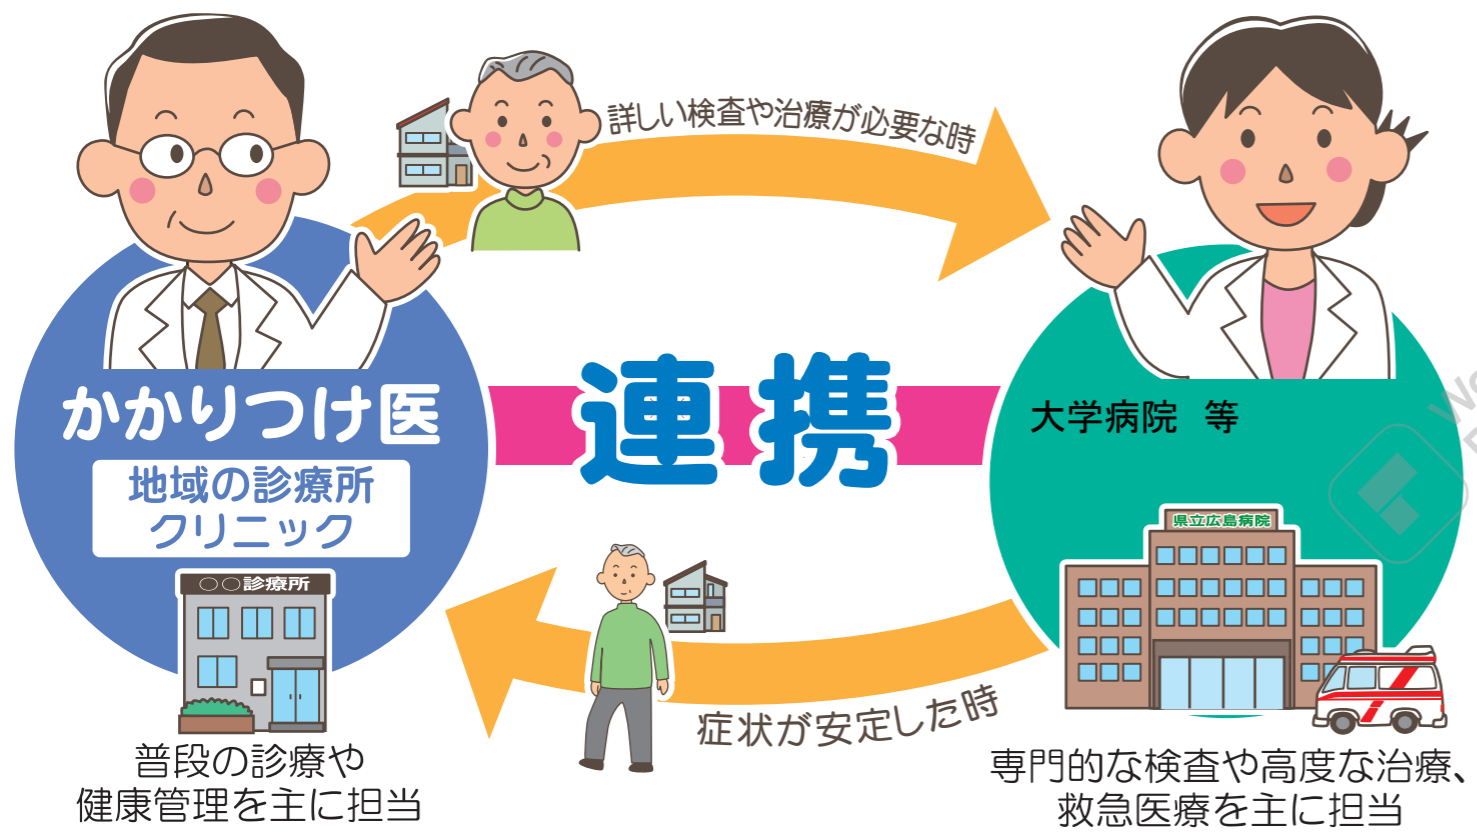 詳しい検査や治療が必要な時
かかりつけ医
地域の診療所
クリニック
連携
大学病院 等
県立広島病院
○○診療所
症状が安定した時
普段の診療や
健康管理を主に担当
専門的な検査や高度な治療、
救急医療を主に担当